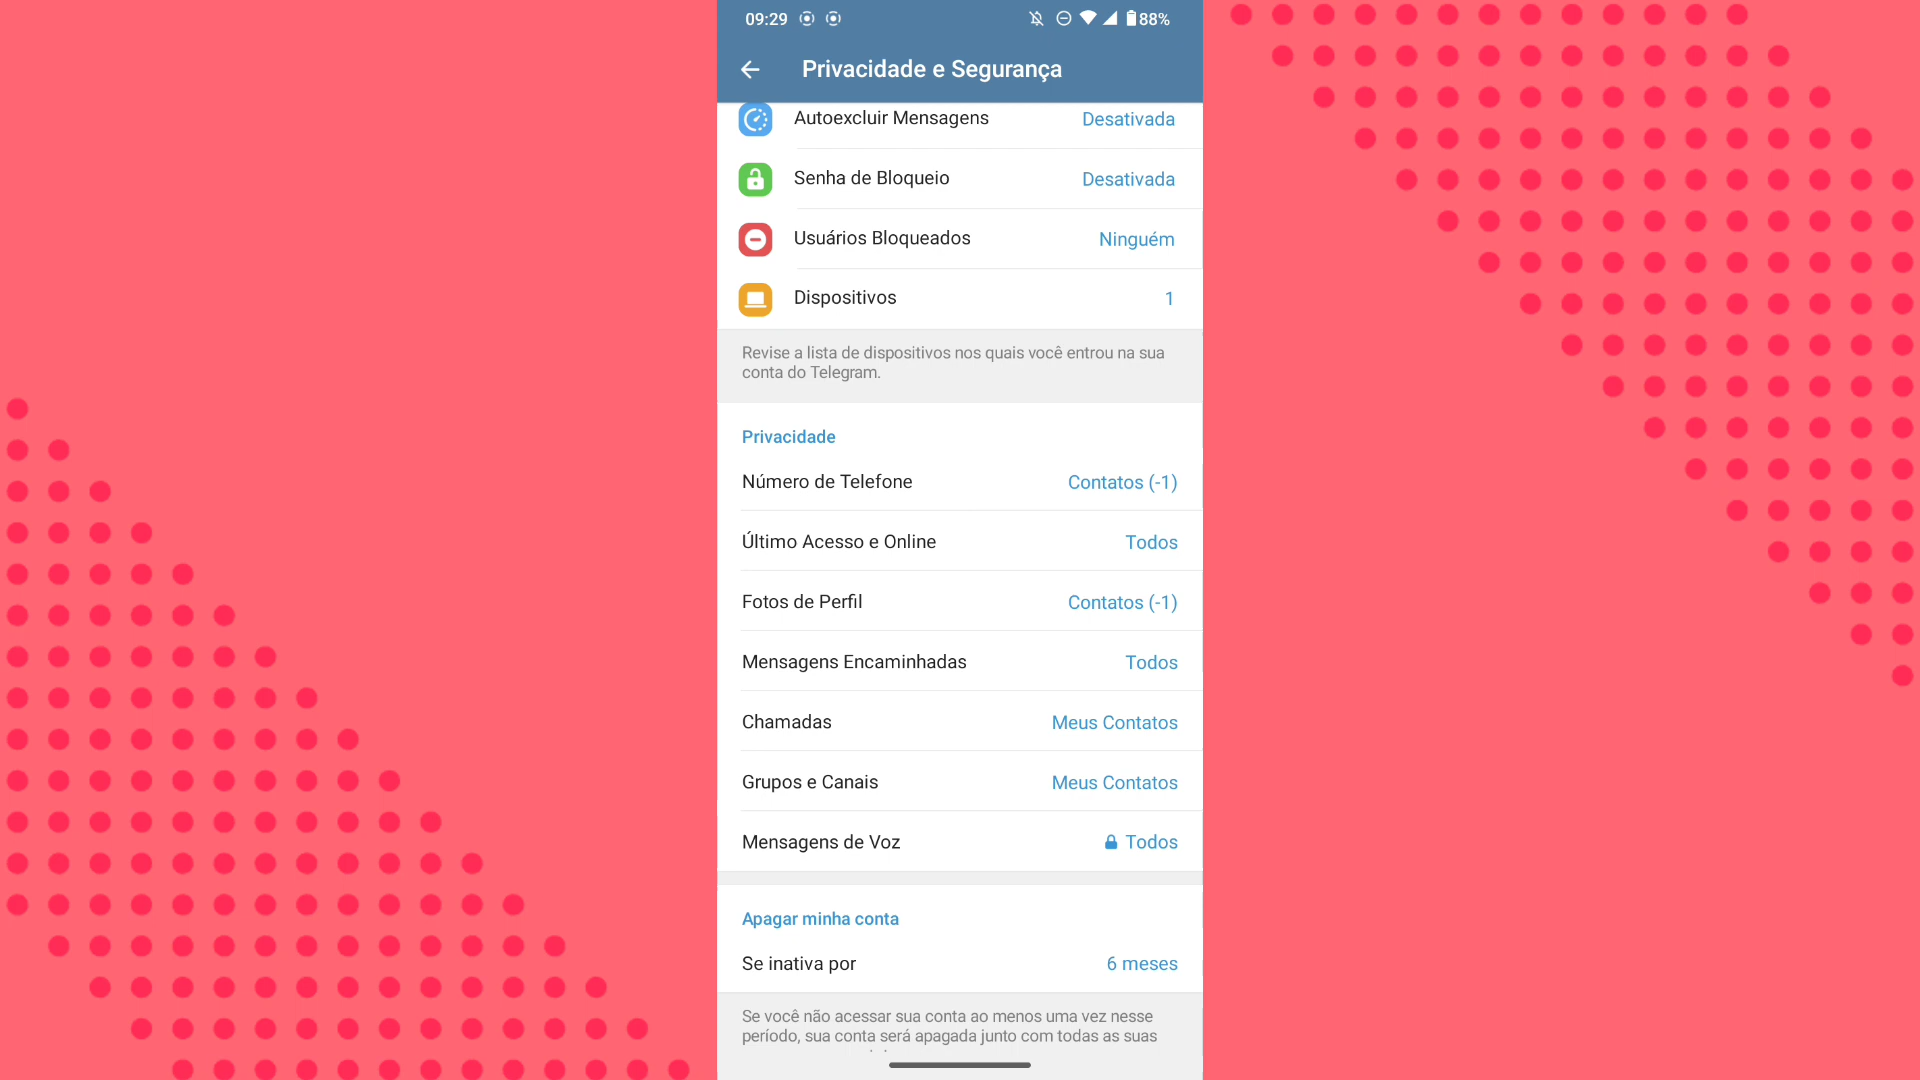 09:29
88%
Privacidade e Segurança
Autoexcluir Mensagens Desativada
Senha de Bloqueio Desativada
Usuários Bloqueados Ninguém
Dispositivos 1
Revise a lista de dispositivos nos quais você entrou na sua
conta do Telegram.
Privacidade
Número de Telefone Contatos (-1)
Último Acesso e Online Todos
Fotos de Perfil Contatos (-1)
Mensagens Encaminhadas Todos
Chamadas Meus Contatos
Grupos e Canais Meus Contatos
Mensagens de Voz Todos
Apagar minha conta
Se inativa por 6 meses
Se você não acessar sua conta ao menos uma vez nesse
período, sua conta será apagada junto com todas as suas